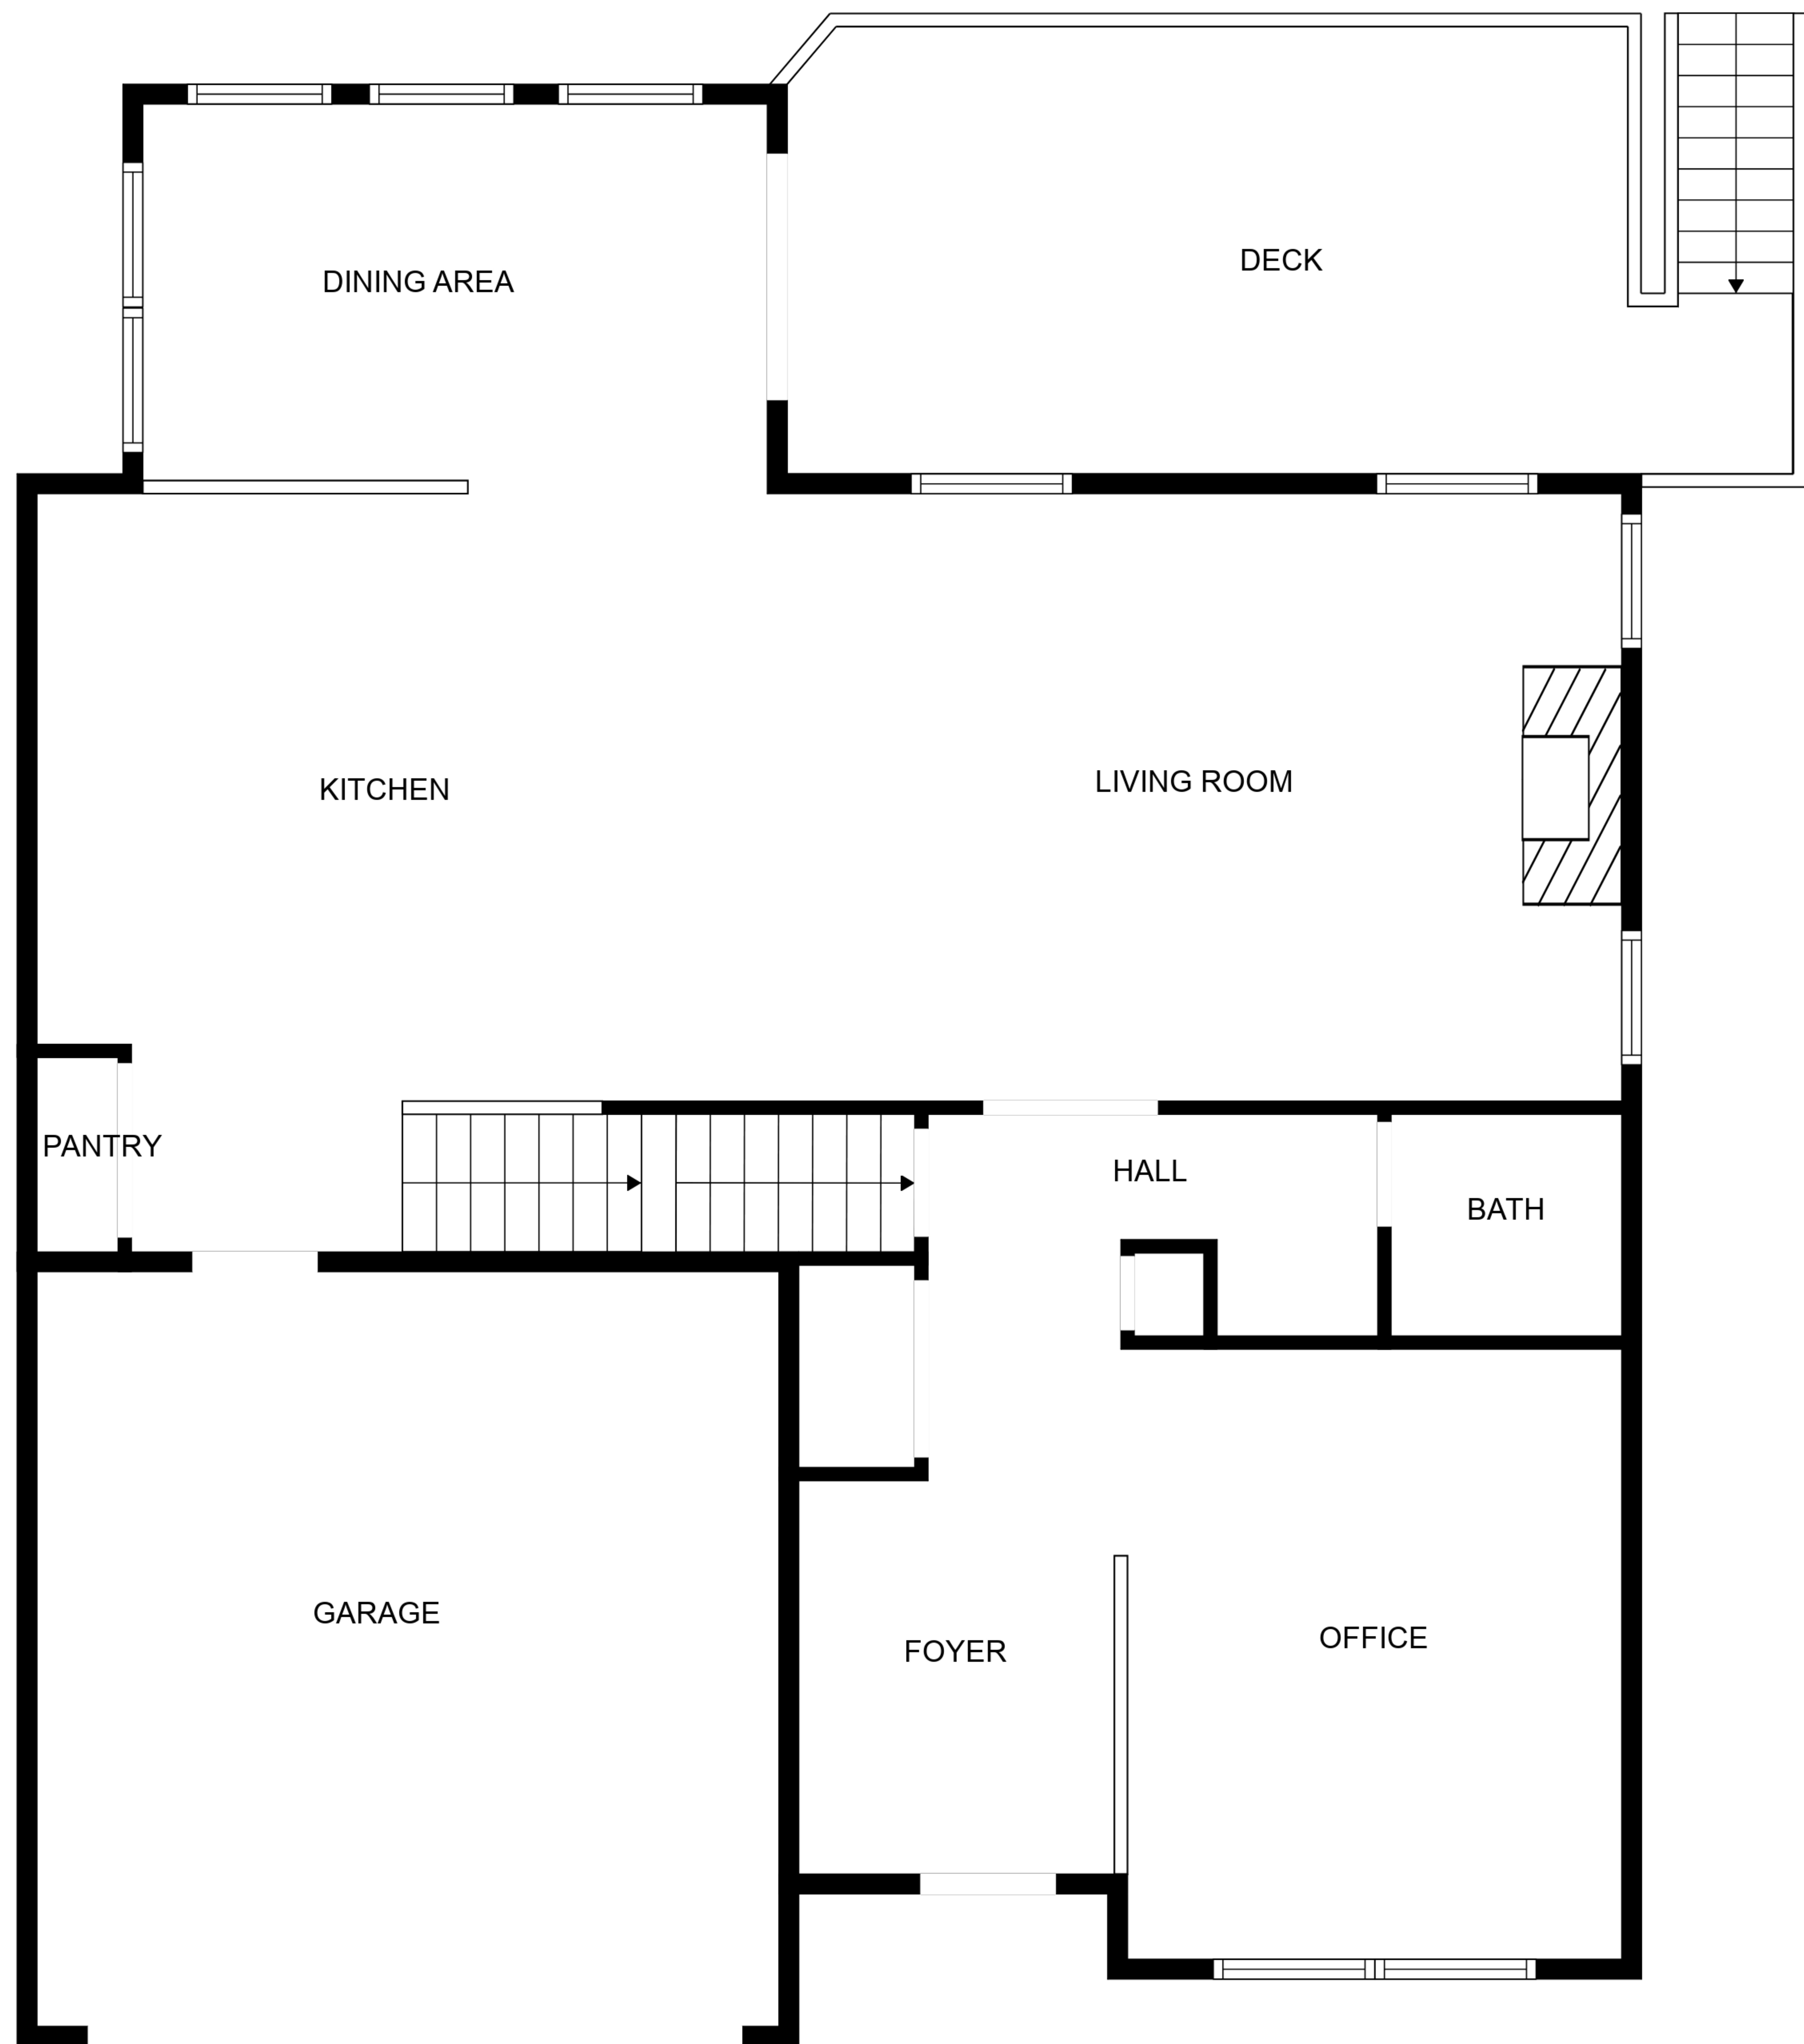 DECK
DINING AREA
LIVING ROOM
KITCHEN
PANTRY
HALL
BATH
GARAGE
OFFICE
FOYER